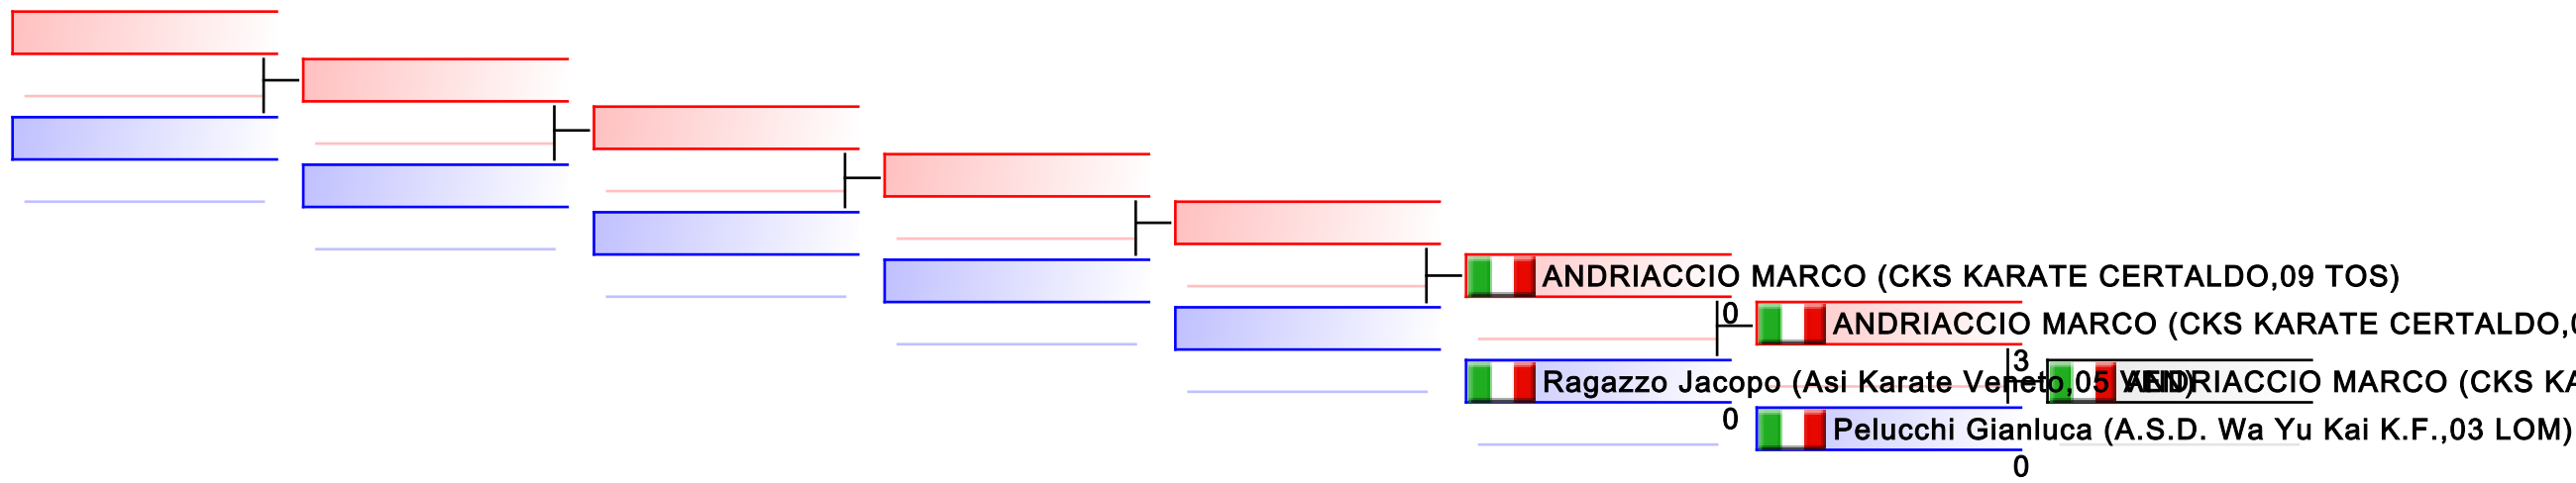 ANDRIACCIO MARCO (CKS KARATE CERTALDO,09 TOS)
0
ANDRIACCIO MARCO (CKS KARATE CERTALDO,
3
Ragazzo Jacopo (Asi Karate Veneto,05 VEN)
ANDRIACCIO MARCO (CKS KA
0
Pelucchi Gianluca (A.S.D. Wa Yu Kai K.F.,03 LOM)
0